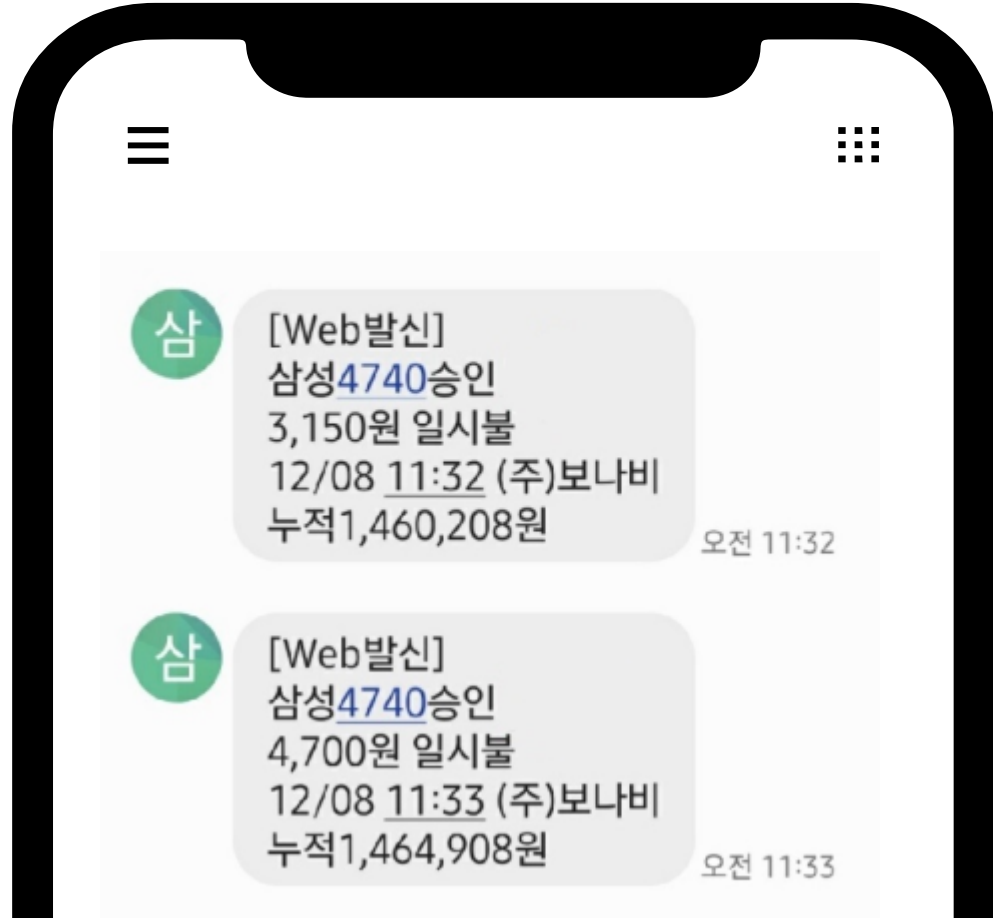 삼
[Web발신]
삼성4740승인
3,150원 일시불
12/08 11:32 (주)보나비
누적1,460,208원
오전 11:32
삼
[Web발신]
삼성4740승인
4,700원 일시불
12/08 11:33 (주)보나비
누적1,464,908원
오전 11:33